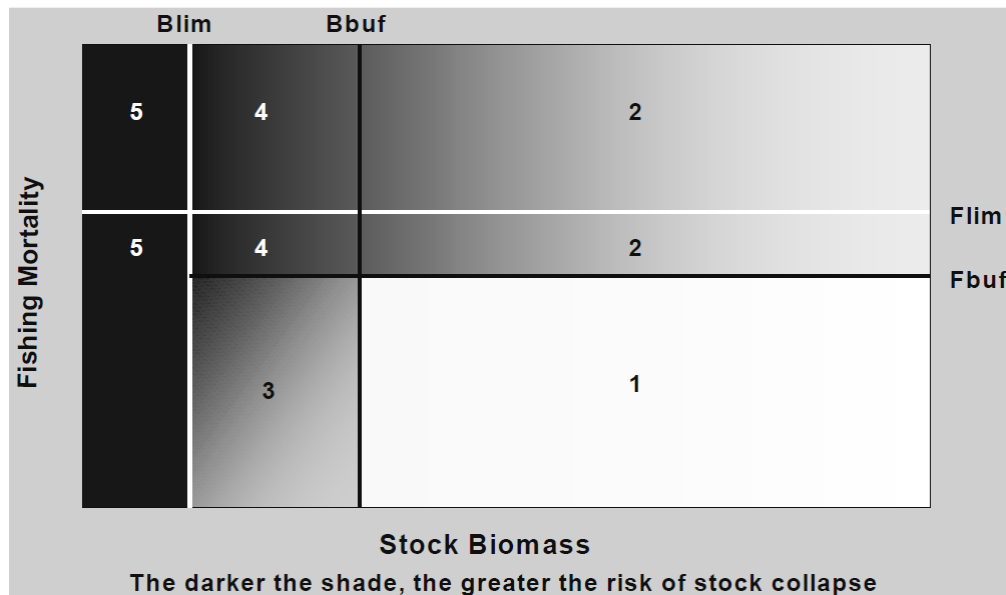 Blim Bbuf
5 4 2
Flim
5 4 2
Fbuf
3 1
Fishing Mortality
Stock Biomass
The darker the shade, the greater the risk of stock collapse